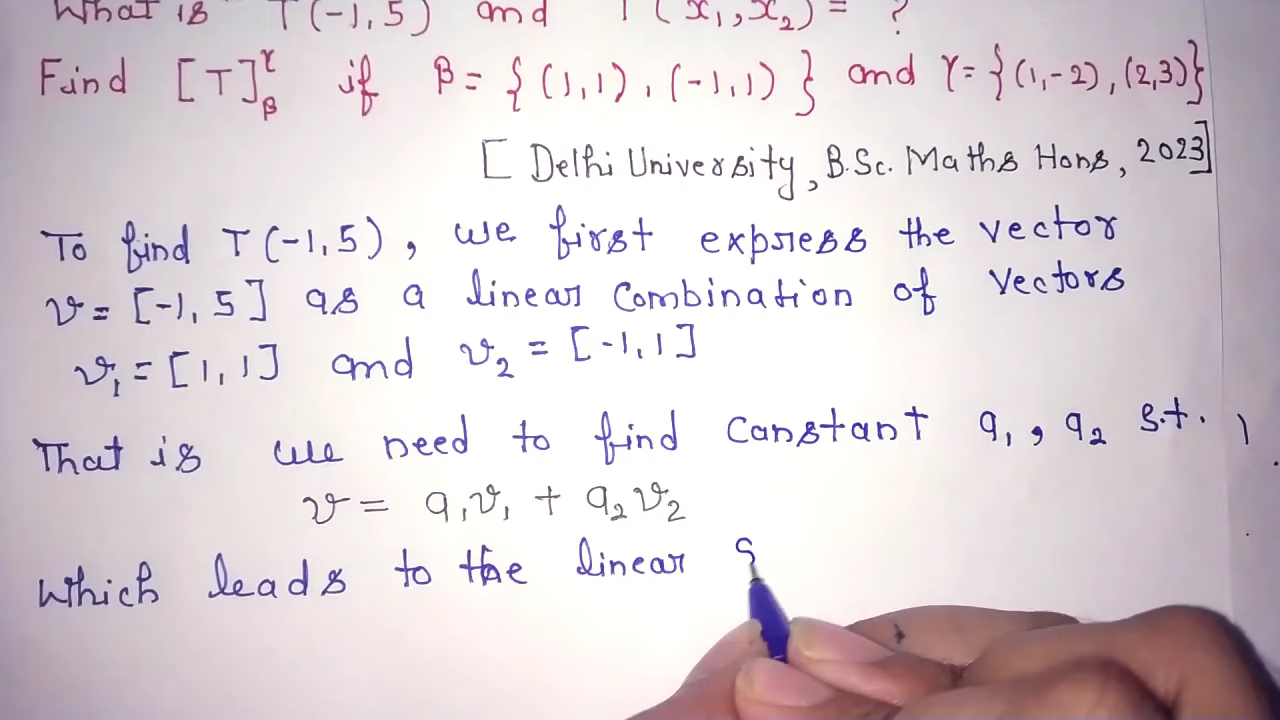 What is T(-1,5) and T(x₁,x₂) = ?
Find [T]ᵞᵦ if β = {(1,1), (-1,1)} and γ = {(1,-2), (2,3)}
[Delhi University, B.Sc. Maths Hons, 2023]
To find T(-1,5), we first express the vector
v = [-1,5] as a linear combination of vectors
v₁ = [1,1] and v₂ = [-1,1]
That is we need to find constant a₁, a₂ s.t.,
v = a₁v₁ + a₂v₂
Which leads to the linear s